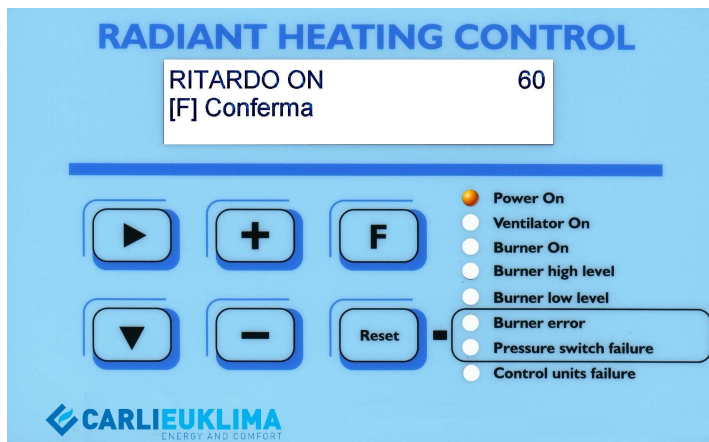 RADIANT HEATING CONTROL
RITARDO ON 60
[F] Conferma
Power On
Ventilator On
Burner On
Burner high level
Burner low level
Burner error
Pressure switch failure
Control units failure
F
Reset
CARLIEUKLIMA
ENERGY AND COMFORT